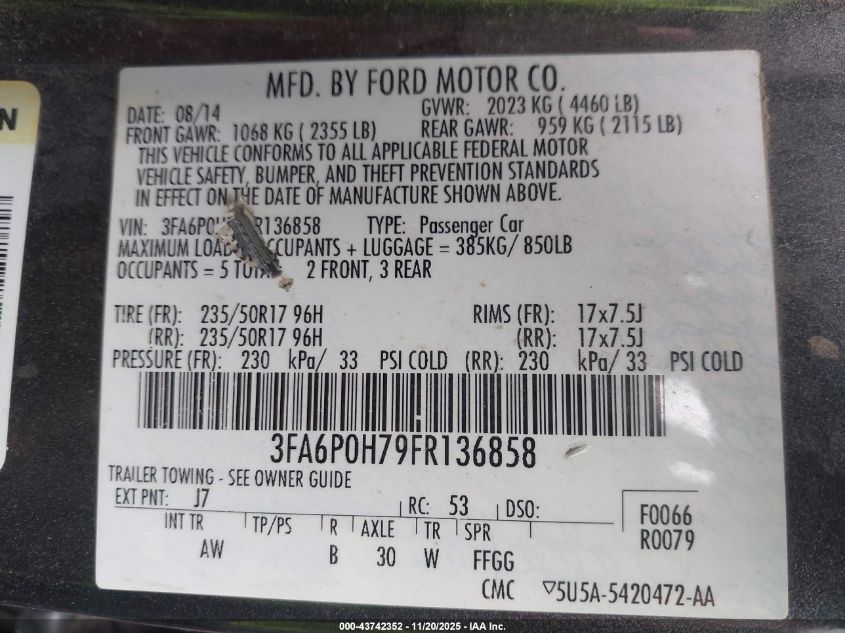 N
MFD. BY FORD MOTOR CO.
DATE: 08/14 GVWR: 2023 KG ( 4460 LB)
FRONT GAWR: 1068 KG ( 2355 LB) REAR GAWR: 959 KG ( 2115 LB)
THIS VEHICLE CONFORMS TO ALL APPLICABLE FEDERAL MOTOR
VEHICLE SAFETY, BUMPER, AND THEFT PREVENTION STANDARDS
IN EFFECT ON THE DATE OF MANUFACTURE SHOWN ABOVE.
VIN: TYPE: Passenger Car
MAXIMUM OCCUPANTS + LUGGAGE = 385KG/ 850LB
OCCUPANTS = 5 2 FRONT, 3 REAR
TIRE (FR): 235/50R17 96H RIMS (FR): 17x7.5J
(RR): 235/50R17 96H (RR): 17x7.5J
PRESSURE (FR): 230 kPa/ 33 PSI COLD (RR): 230 kPa/ 33 PSI COLD
3FA6P0H79FR136858
TRAILER TOWING - SEE OWNER GUIDE
EXT PNT: J7 RC: 53 DSO:
F0066
R0079
INT TR TP/PS R AXLE TR SPR
AW B 30 W FFGG
CMC ▽5U5A-5420472-AA
000-43742352 - 11/20/2025 - IAA Inc.